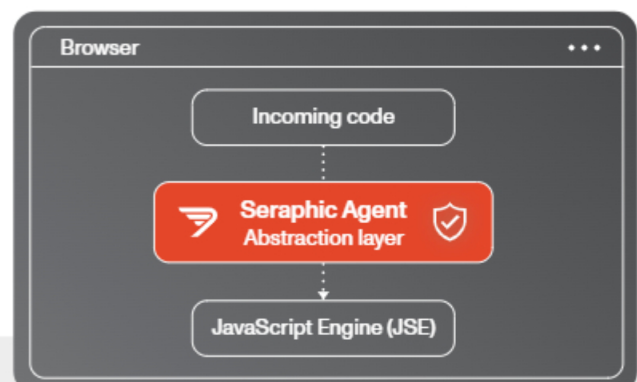 Browser
Incoming code
Seraphic Agent
Abstraction layer
JavaScript Engine (JSE)